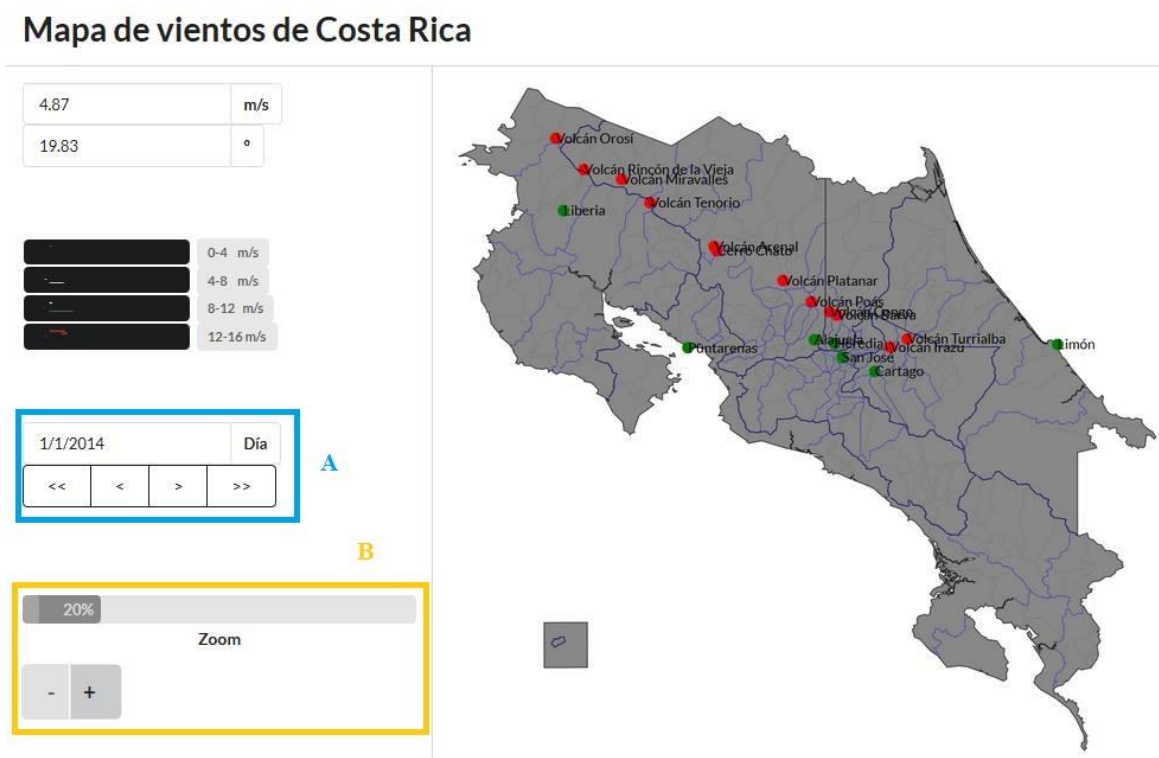 Mapa de vientos de Costa Rica
4.87 m/s
19.83 º
0-4 m/s
4-8 m/s
8-12 m/s
12-16 m/s
1/1/2014 Día
<< < > >>
A
B
20%
Zoom
- +
Volcán Orosí
Volcán Rincón de la Vieja
Volcán Miravalles
Volcán Tenorio
Liberia
Volcán Arenal
Cerro Chato
Volcán Platanar
Volcán Poás
Volcán Congo
Volcán Barva
Alajuela
Heredia
Volcán Turrialba
Volcán Irazú
San José
Cartago
Puntarenas
Limón